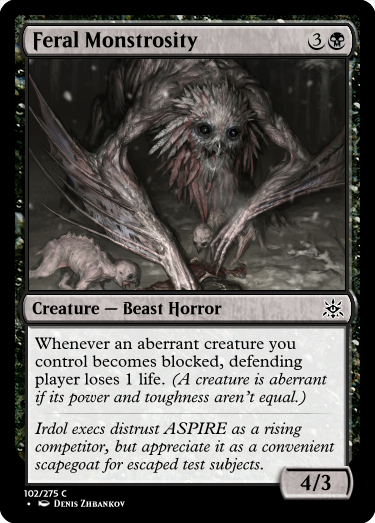 Feral Monstrosity 3
Creature — Beast Horror
Whenever an aberrant creature you
control becomes blocked, defending
player loses 1 life. (A creature is aberrant
if its power and toughness aren't equal.)
Irdol execs distrust ASPIRE as a rising
competitor, but appreciate it as a convenient
scapegoat for escaped test subjects.
4/3
102/275 C
• Denis Zhbankov